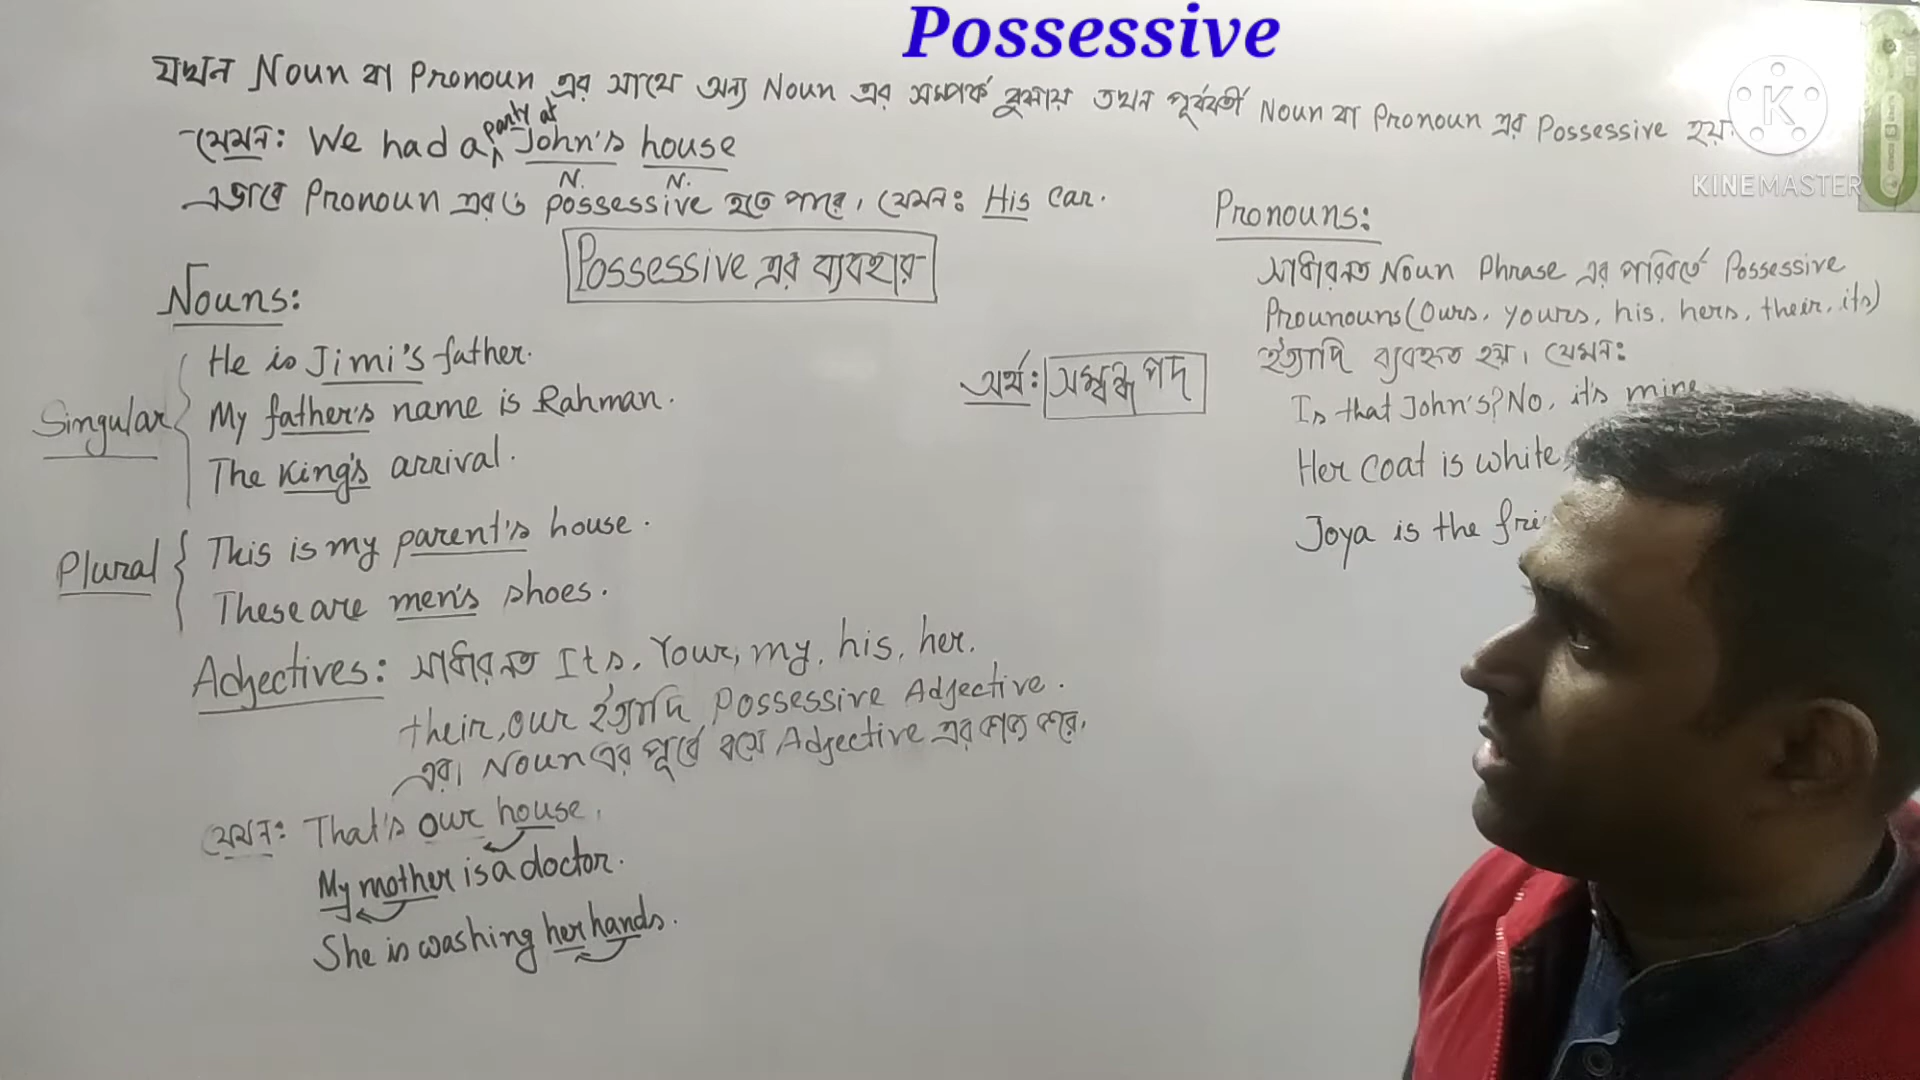 Possessive
যখন Noun বা Pronoun এর সাথে অন্য Noun এর সম্পর্ক বুঝায় তখন পূর্ববর্তী Noun বা Pronoun এর Possessive হয়।
যেমন: We had a party at John's house
N. N.
এভাবে Pronoun এরও possessive হতে পারে, যেমন: His car.
Possessive এর ব্যবহার
Nouns:
Singular
He is Jimi's father.
My father's name is Rahman.
The King's arrival.
Plural
This is my parent's house.
These are men's shoes.
Adjectives: সাধারনত Its, Your, my, his, her,
their, our ইত্যাদি Possessive Adjective.
এরা Noun এর পূর্বে বসে Adjective এর কাজ করে,
যেমন: That's our house.
My mother is a doctor.
She is washing her hands.
অর্থ: সম্বন্ধ পদ
Pronouns:
সাধারনত Noun Phrase এর পরিবর্তে Possessive
Prounouns (Ours, yours, his, hers, their, its)
ইত্যাদি ব্যবহৃত হয়। যেমন:
Is that John's? No, it's mine
Her coat is white,
Joya is the
KINEMASTER